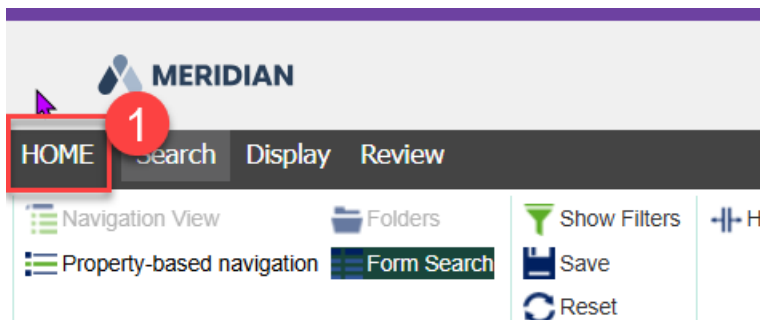 MERIDIAN
1
HOME Search Display Review
Navigation View Folders Show Filters H
Property-based navigation Form Search Save
Reset